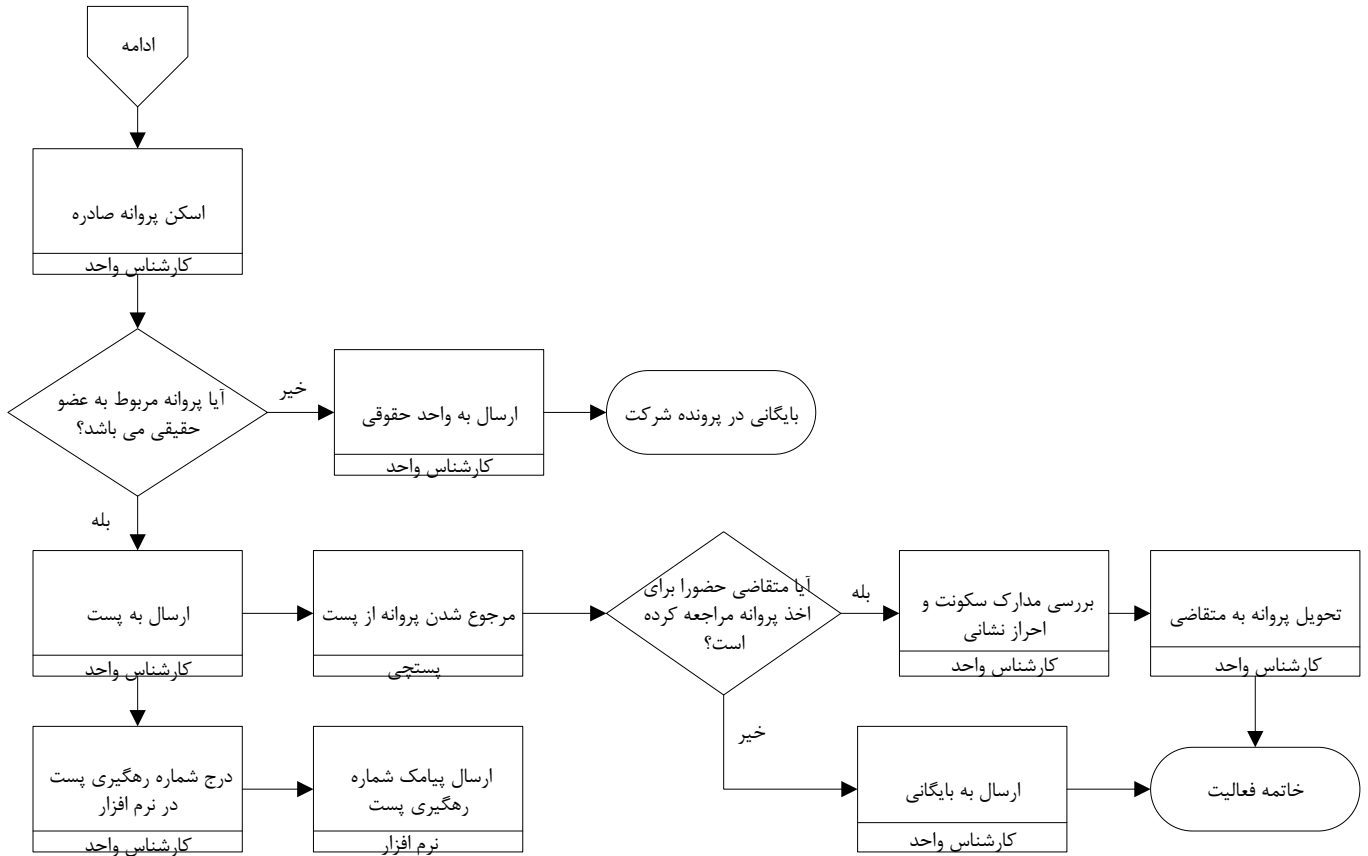 ادامه
اسکن پروانه صادره
کارشناس واحد
آیا پروانه مربوط به عضو
حقیقی می باشد؟
خیر
ارسال به واحد حقوقی
کارشناس واحد
بایگانی در پرونده شرکت
بله
ارسال به پست
کارشناس واحد
مرجوع شدن پروانه از پست
پستچی
آیا متقاضی حضورا برای
اخذ پروانه مراجعه کرده
است؟
بله
بررسی مدارک سکونت و
احراز نشانی
کارشناس واحد
تحویل پروانه به متقاضی
کارشناس واحد
درج شماره رهگیری پست
در نرم افزار
کارشناس واحد
ارسال پیامک شماره
رهگیری پست
نرم افزار
خیر
ارسال به بایگانی
کارشناس واحد
خاتمه فعالیت